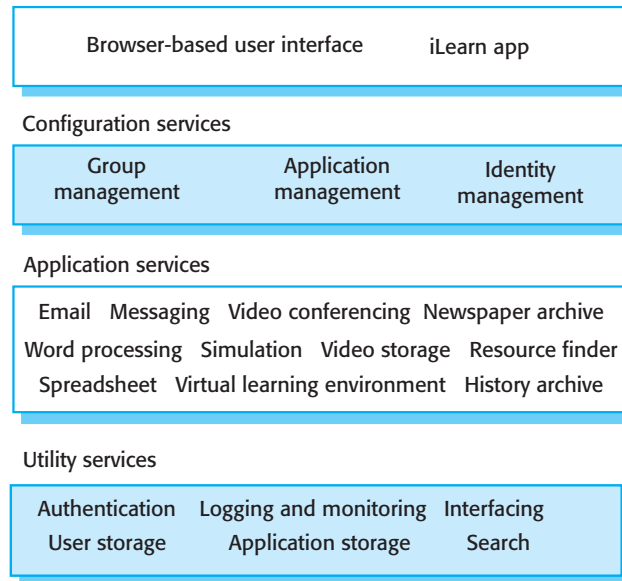 Browser-based user interface iLearn app
Configuration services
Group management Application management Identity management
Application services
Email Messaging Video conferencing Newspaper archive
Word processing Simulation Video storage Resource finder
Spreadsheet Virtual learning environment History archive
Utility services
Authentication Logging and monitoring Interfacing
User storage Application storage Search